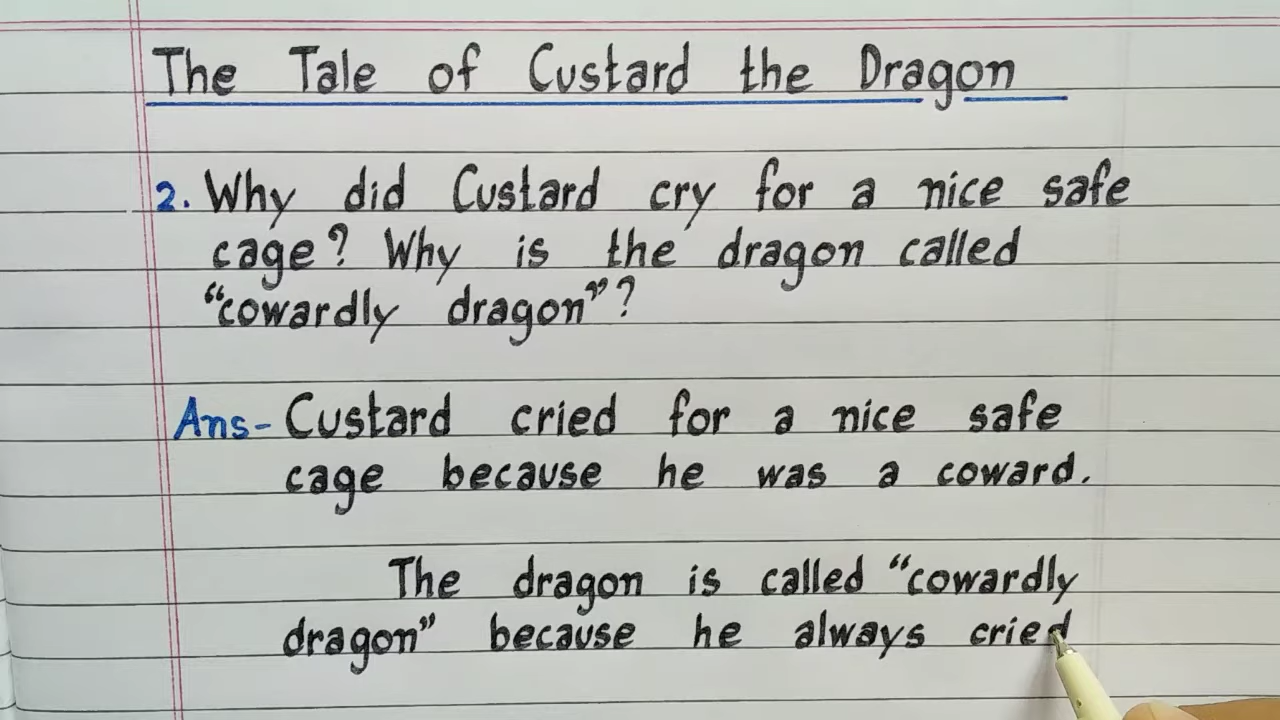 The Tale of Custard the Dragon
2. Why did Custard cry for a nice safe
cage? Why is the dragon called
“cowardly dragon”?
Ans- Custard cried for a nice safe
cage because he was a coward.
The dragon is called “cowardly
dragon” because he always cried